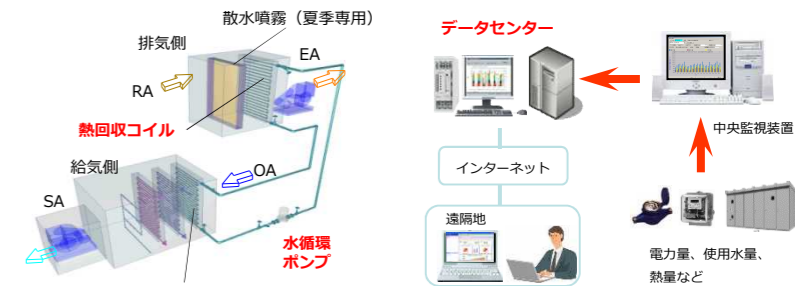 散水噴霧（夏季専用）
排気側
EA
RA
熱回収コイル
給気側
OA
SA
水循環
ポンプ
データセンター
中央監視装置
インターネット
遠隔地
電力量、使用水量、
熱量など